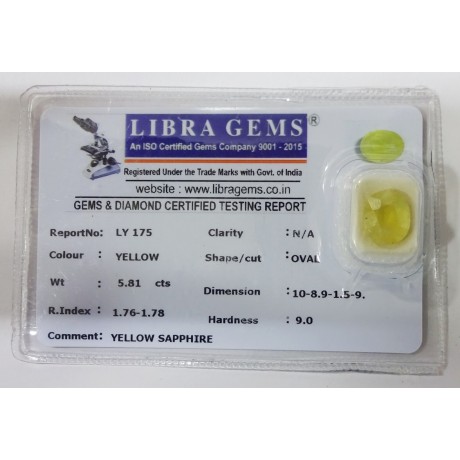 LIBRA GEMS®
An ISO Certified Gems Company 9001 - 2015
Registered Under the Trade Marks with Govt. of India
website : www.libragems.co.in
GEMS & DIAMOND CERTIFIED TESTING REPORT
ReportNo: LY 175 Clarity : N/A
Colour : YELLOW Shape/cut :OVAL
Wt : 5.81 cts Dimension :10-8.9-1.5-9.
R.Index : 1.76-1.78 Hardness : 9.0
Comment: YELLOW SAPPHIRE